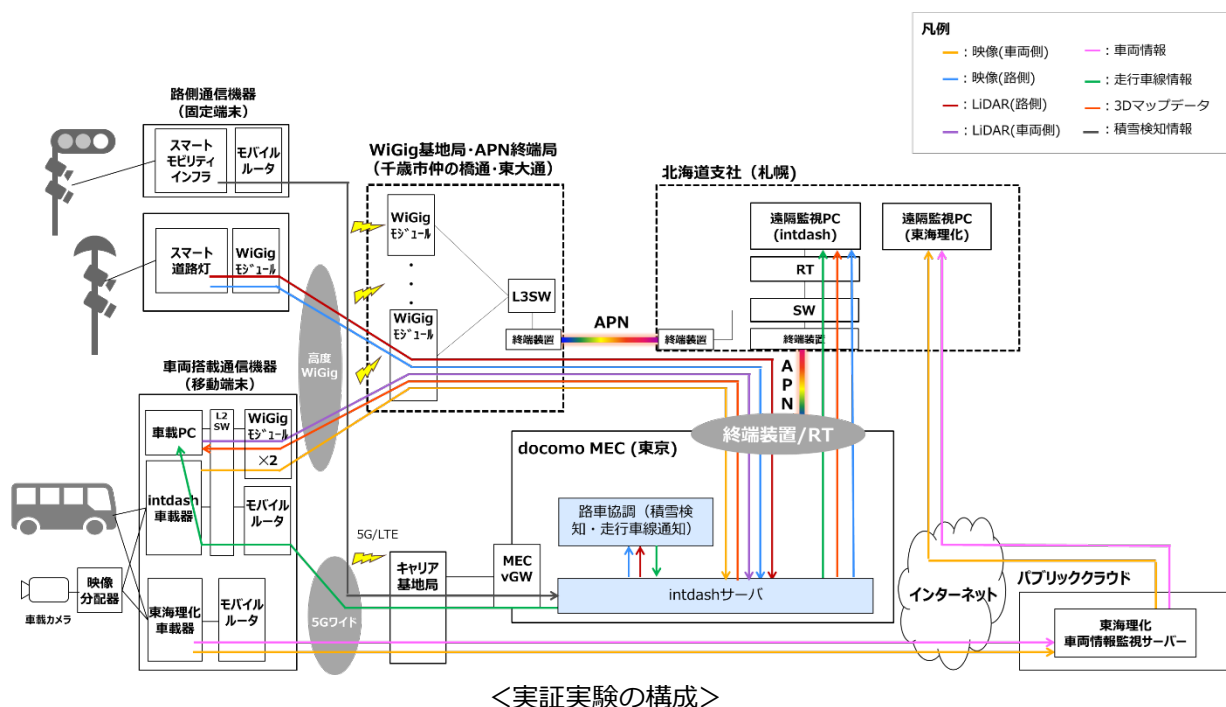 凡例
：映像(車両側)
：車両情報
：映像(路側)
：走行車線情報
：LiDAR(路側)
：3Dマップデータ
：LiDAR(車両側)
：積雪検知情報
路側通信機器
（固定端末）
スマート
モビリティ
インフラ
モバイル
ルータ
スマート
道路灯
WiGig
モジュール
高度
WiGig
WiGig基地局・APN終端局
（千歳市仲の橋通・東大通）
WiGig
モジュール
・
・
・
WiGig
モジュール
L3SW
終端装置
APN
北海道支社（札幌)
終端装置
遠隔監視PC
(intdash)
RT
SW
終端装置
遠隔監視PC
(東海理化)
A
P
N
終端装置/RT
車両搭載通信機器
（移動端末）
車載PC
L2
SW
WiGig
モジュール
×2
intdash
車載器
モバイル
ルータ
車載カメラ
映像
分配器
東海理化
車載器
モバイル
ルータ
5Gワイド
5G/LTE
キャリア
基地局
docomo MEC (東京)
MEC
vGW
路車協調（積雪検
知・走行車線通知）
intdashサーバ
インターネット
パブリッククラウド
東海理化
車両情報監視サーバー
＜実証実験の構成＞